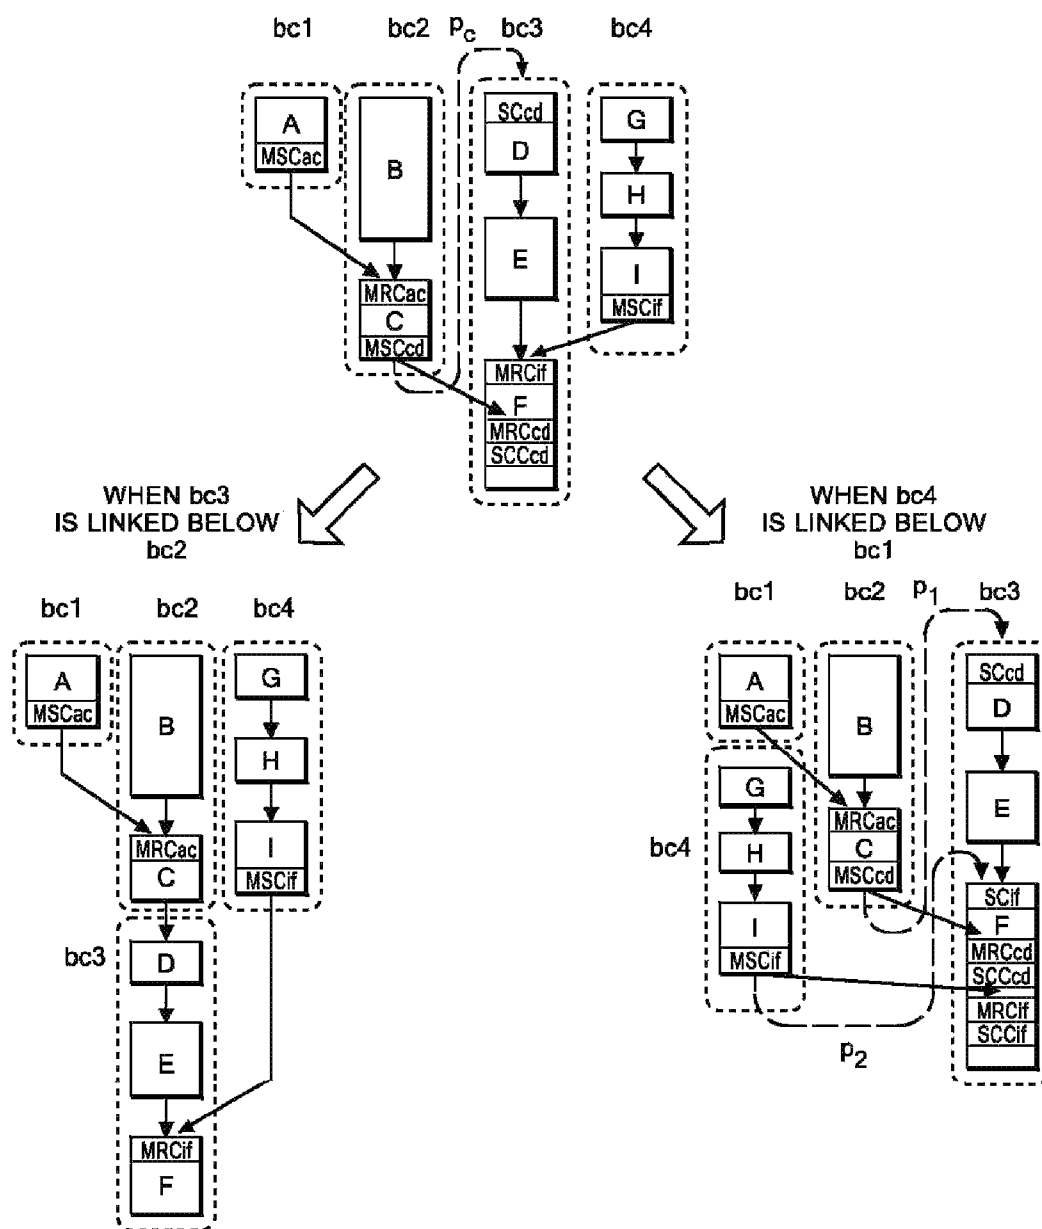 bc1 bc2 pc bc3 bc4
A
MSCac
B
MRCac
C
MSCcd
SCcd
D
E
MRCif
F
MRCcd
SCCcd
G
H
I
MSCif
WHEN bc3
IS LINKED BELOW
bc2
WHEN bc4
IS LINKED BELOW
bc1
bc1 bc2 bc4
A
MSCac
B
MRCac
C
G
H
I
MSCif
bc3
D
E
MRCif
F
bc1 bc2 p1 bc3
A
MSCac
B
MRCac
C
MSCcd
bc4
G
H
I
MSCif
p2
SCcd
D
E
SCif
F
MRCcd
SCCcd
MRCif
SCCif